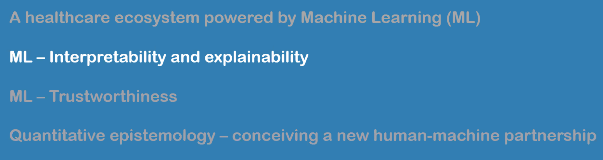 A healthcare ecosystem powered by Machine Learning (ML)
ML – Interpretability and explainability
ML – Trustworthiness
Quantitative epistemology – conceiving a new human-machine partnership